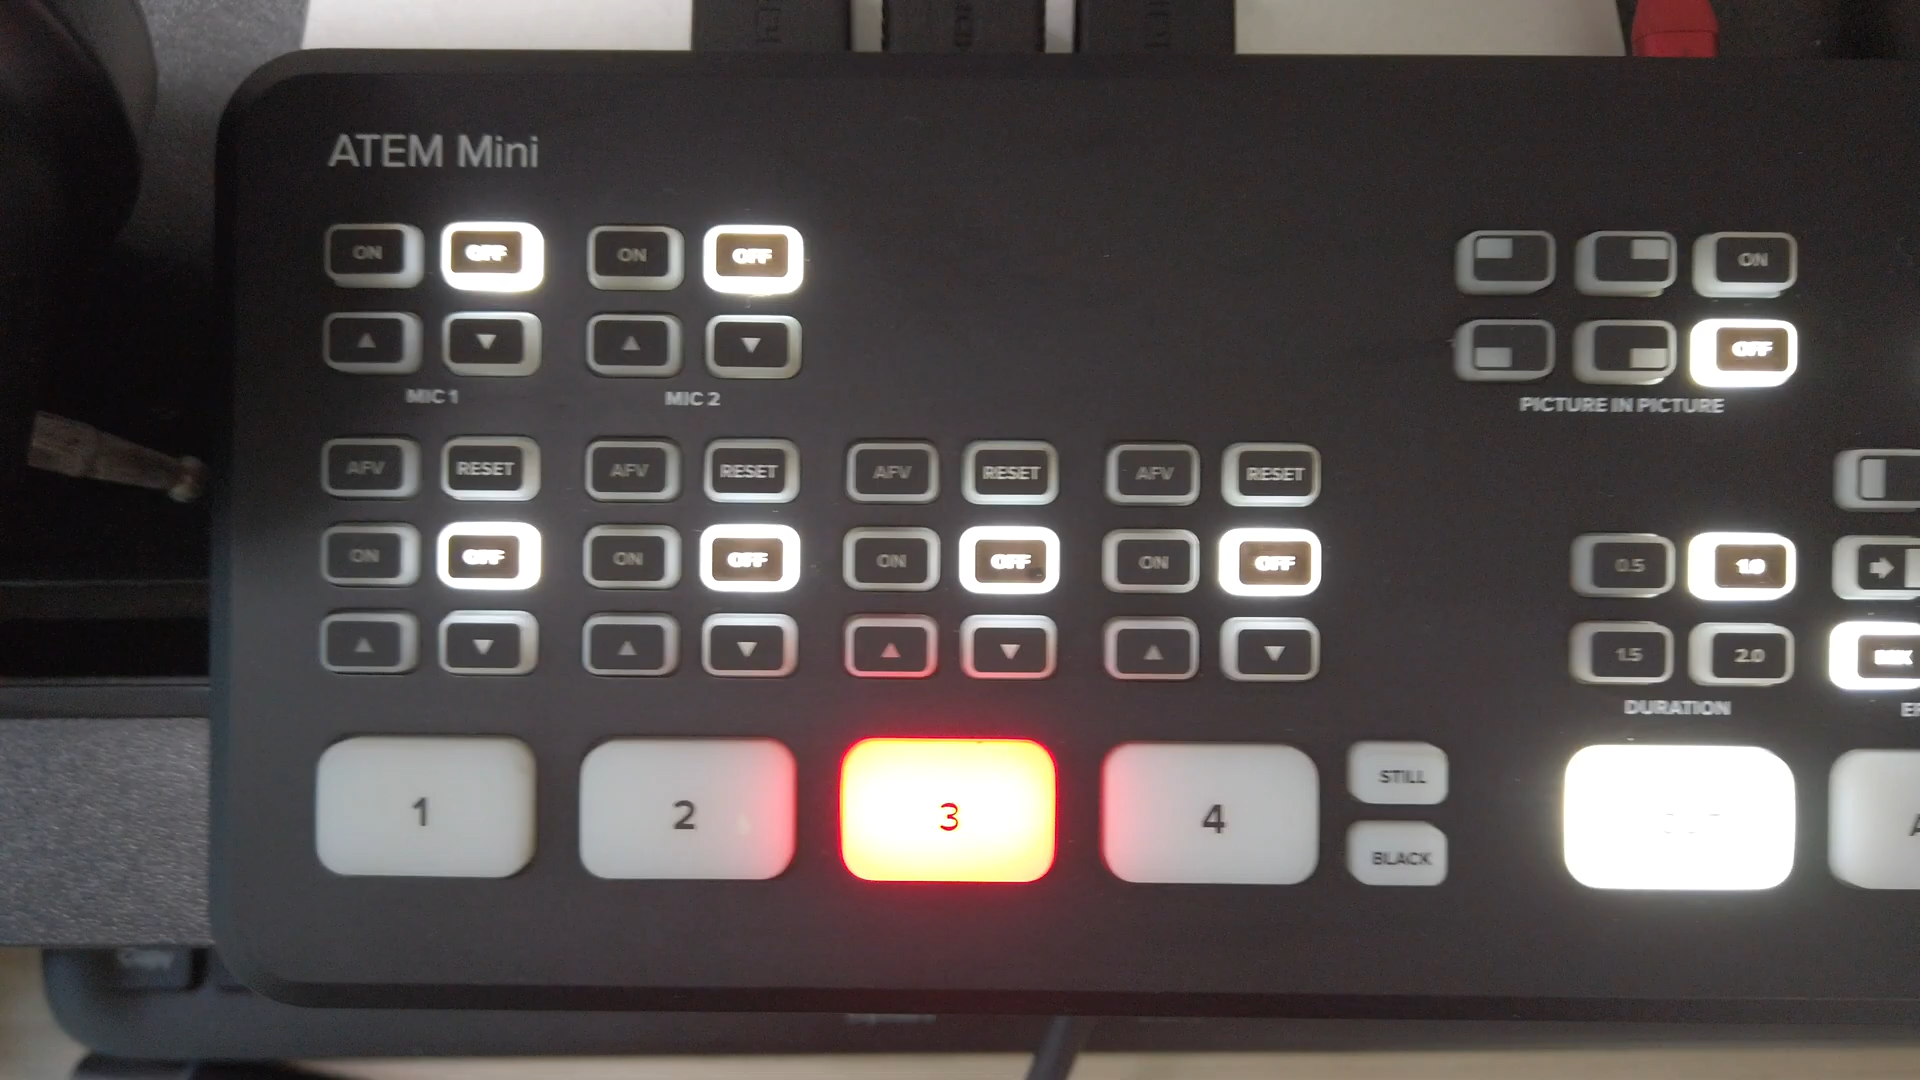 ATEM Mini
ON OFF ON OFF
ON
OFF
MIC 1 MIC 2
PICTURE IN PICTURE
AFV RESET AFV RESET AFV RESET AFV RESET
ON OFF ON OFF ON OFF ON OFF
0.5 1.0
1.5 2.0
DURATION
1 2 3 4
STILL
BLACK